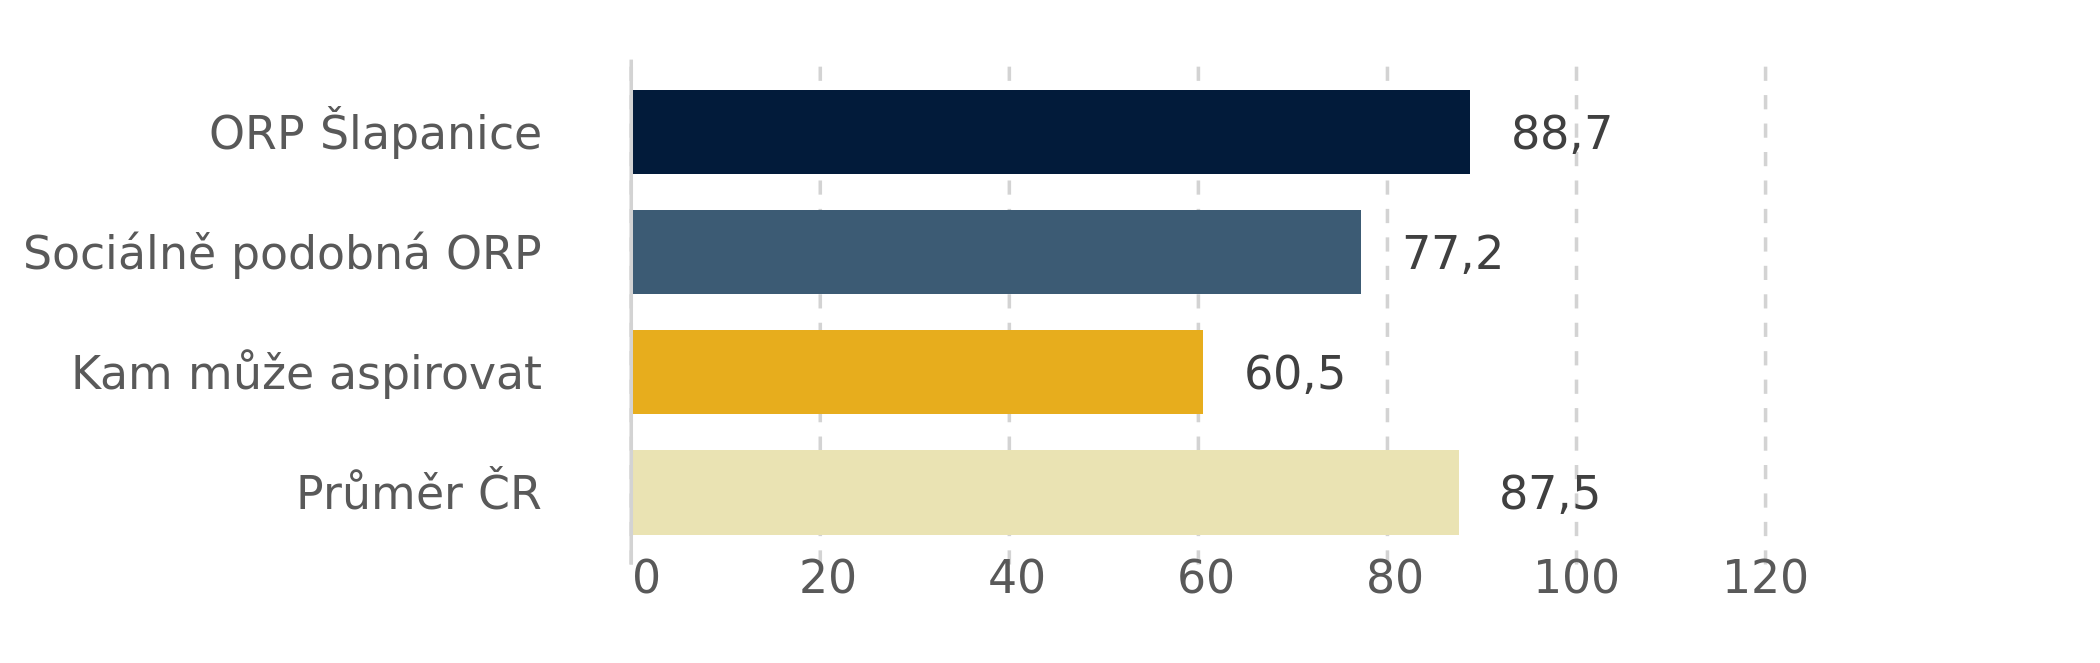 ORP Šlapanice 88,7
Sociálně podobná ORP 77,2
Kam může aspirovat 60,5
Průměr ČR 87,5
0 20 40 60 80 100 120